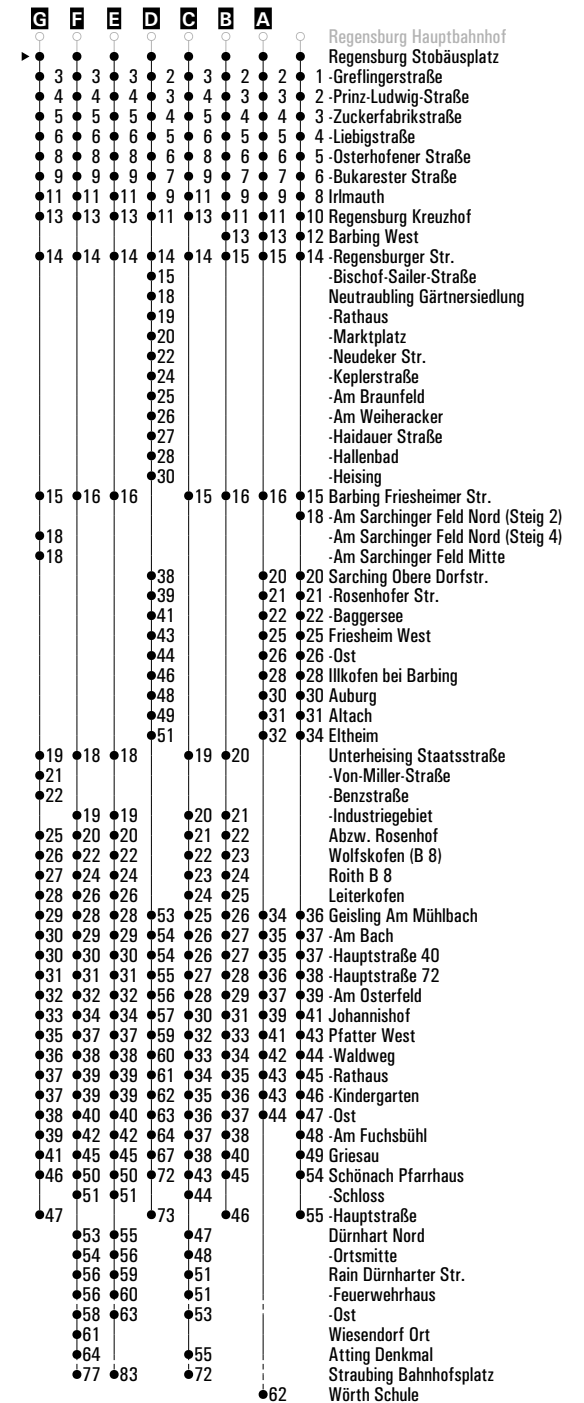 G F E D C B A
Regensburg Hauptbahnhof
Regensburg Stobäusplatz
3 3 3 2 3 2 2 1 -Greflingerstraße
4 4 4 3 4 3 3 2 -Prinz-Ludwig-Straße
5 5 5 4 5 4 4 3 -Zuckerfabrikstraße
6 6 6 5 6 5 5 4 -Liebigstraße
8 8 8 6 8 6 6 5 -Osterhofener Straße
9 9 9 7 9 7 7 6 -Bukarester Straße
11 11 11 9 11 9 9 8 Irlmauth
13 13 13 11 13 11 11 10 Regensburg Kreuzhof
13 13 12 Barbing West
14 14 14 14 14 15 15 14 -Regensburger Str.
15 -Bischof-Sailer-Straße
18 Neutraubling Gärtnersiedlung
19 -Rathaus
20 -Marktplatz
22 -Neudeker Str.
24 -Keplerstraße
25 -Am Braunfeld
26 -Am Weiheracker
27 -Haidauer Straße
28 -Hallenbad
30 -Heising
15 16 16 15 16 16 15 Barbing Friesheimer Str.
18 -Am Sarchinger Feld Nord (Steig 2)
18 -Am Sarchinger Feld Nord (Steig 4)
18 -Am Sarchinger Feld Mitte
38 20 20 Sarching Obere Dorfstr.
39 21 21 -Rosenhofer Str.
41 22 22 -Baggersee
43 25 25 Friesheim West
44 26 26 -Ost
46 28 28 Illkofen bei Barbing
48 30 30 Auburg
49 31 31 Altach
51 32 34 Eltheim
19 18 18 19 20 Unterheising Staatsstraße
21 -Von-Miller-Straße
22 -Benzstraße
19 19 20 21 -Industriegebiet
25 20 20 21 22 Abzw. Rosenhof
26 22 22 22 23 Wolfskofen (B 8)
27 24 24 23 24 Roith B 8
28 26 26 24 25 Leiterkofen
29 28 28 53 25 26 34 36 Geisling Am Mühlbach
30 29 29 54 26 27 35 37 -Am Bach
30 30 30 54 26 27 35 37 -Hauptstraße 40
31 31 31 55 27 28 36 38 -Hauptstraße 72
32 32 32 56 28 29 37 39 -Am Osterfeld
33 34 34 57 30 31 39 41 Johannishof
35 37 37 59 32 33 41 43 Pfatter West
36 38 38 60 33 34 42 44 -Waldweg
37 39 39 61 34 35 43 45 -Rathaus
37 39 39 62 35 36 43 46 -Kindergarten
38 40 40 63 36 37 44 47 -Ost
39 42 42 64 37 38 48 -Am Fuchsbühl
41 45 45 67 38 40 49 Griesau
46 50 50 72 43 45 54 Schönach Pfarrhaus
51 51 44 -Schloss
47 73 46 55 -Hauptstraße
53 55 47 Dürnhart Nord
54 56 48 -Ortsmitte
56 59 51 Rain Dürnharter Str.
56 60 51 -Feuerwehrhaus
58 63 53 -Ost
61 Wiesendorf Ort
64 55 Atting Denkmal
77 83 72 Straubing Bahnhofsplatz
62 Wörth Schule